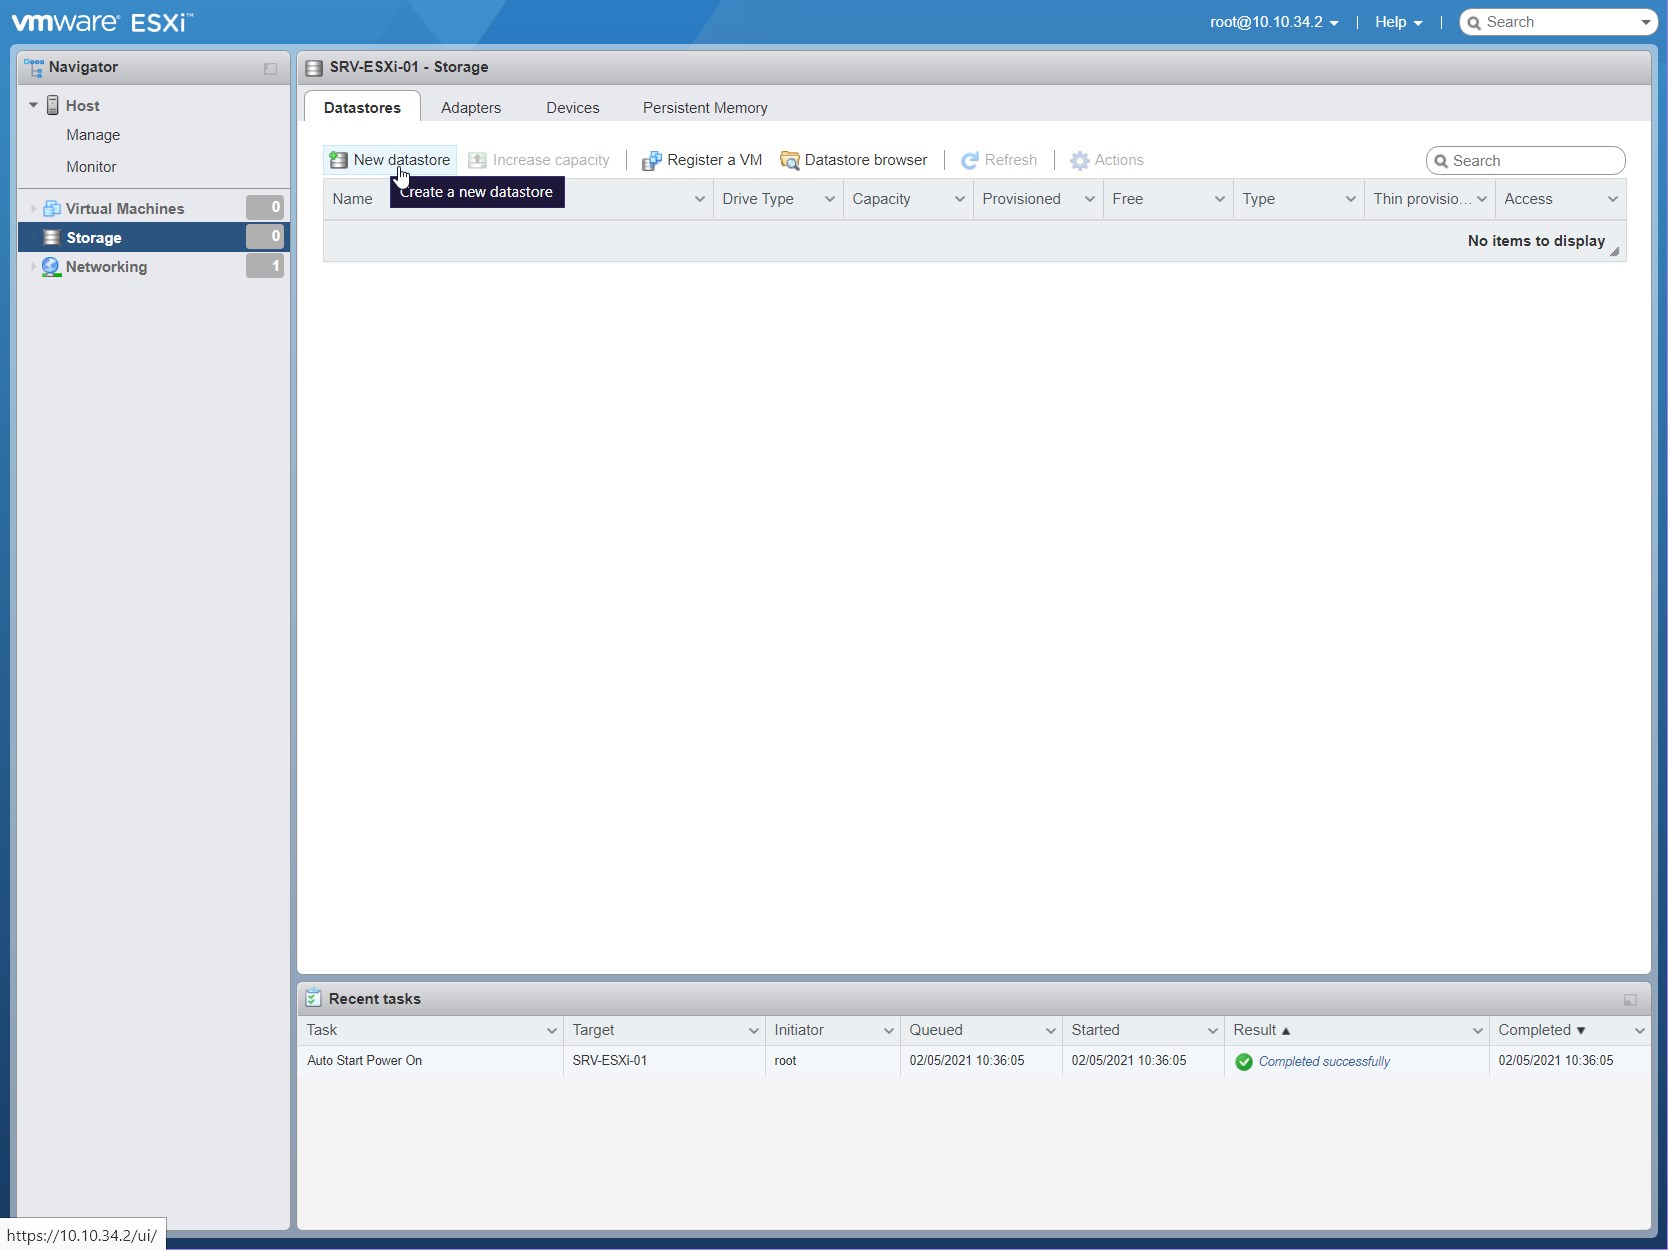 vmware® ESXi™
root@10.10.34.2 | Help | Search
Navigator
Host
Manage
Monitor
Virtual Machines 0
Storage 0
Networking 1
SRV-ESXi-01 - Storage
Datastores Adapters Devices Persistent Memory
New datastore Increase capacity | Register a VM Datastore browser | Refresh | Actions Search
Create a new datastore
Name Drive Type Capacity Provisioned Free Type Thin provisio... Access
No items to display
Recent tasks
Task Target Initiator Queued Started Result ▲ Completed ▼
Auto Start Power On SRV-ESXi-01 root 02/05/2021 10:36:05 02/05/2021 10:36:05 Completed successfully 02/05/2021 10:36:05
https://10.10.34.2/ui/